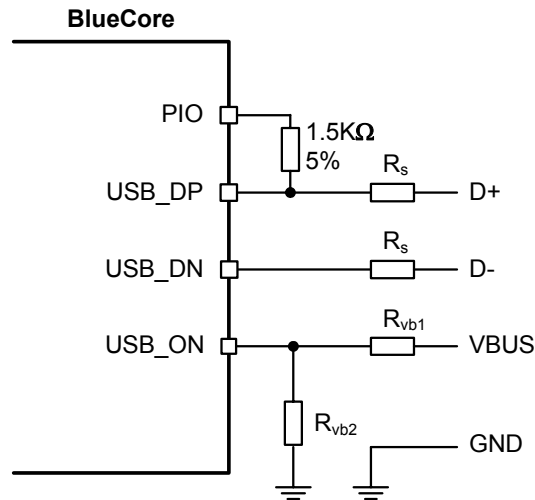 BlueCore
PIO
1.5KΩ
5%
USB_DP
Rs
D+
USB_DN
Rs
D-
USB_ON
Rvb1
VBUS
Rvb2
GND